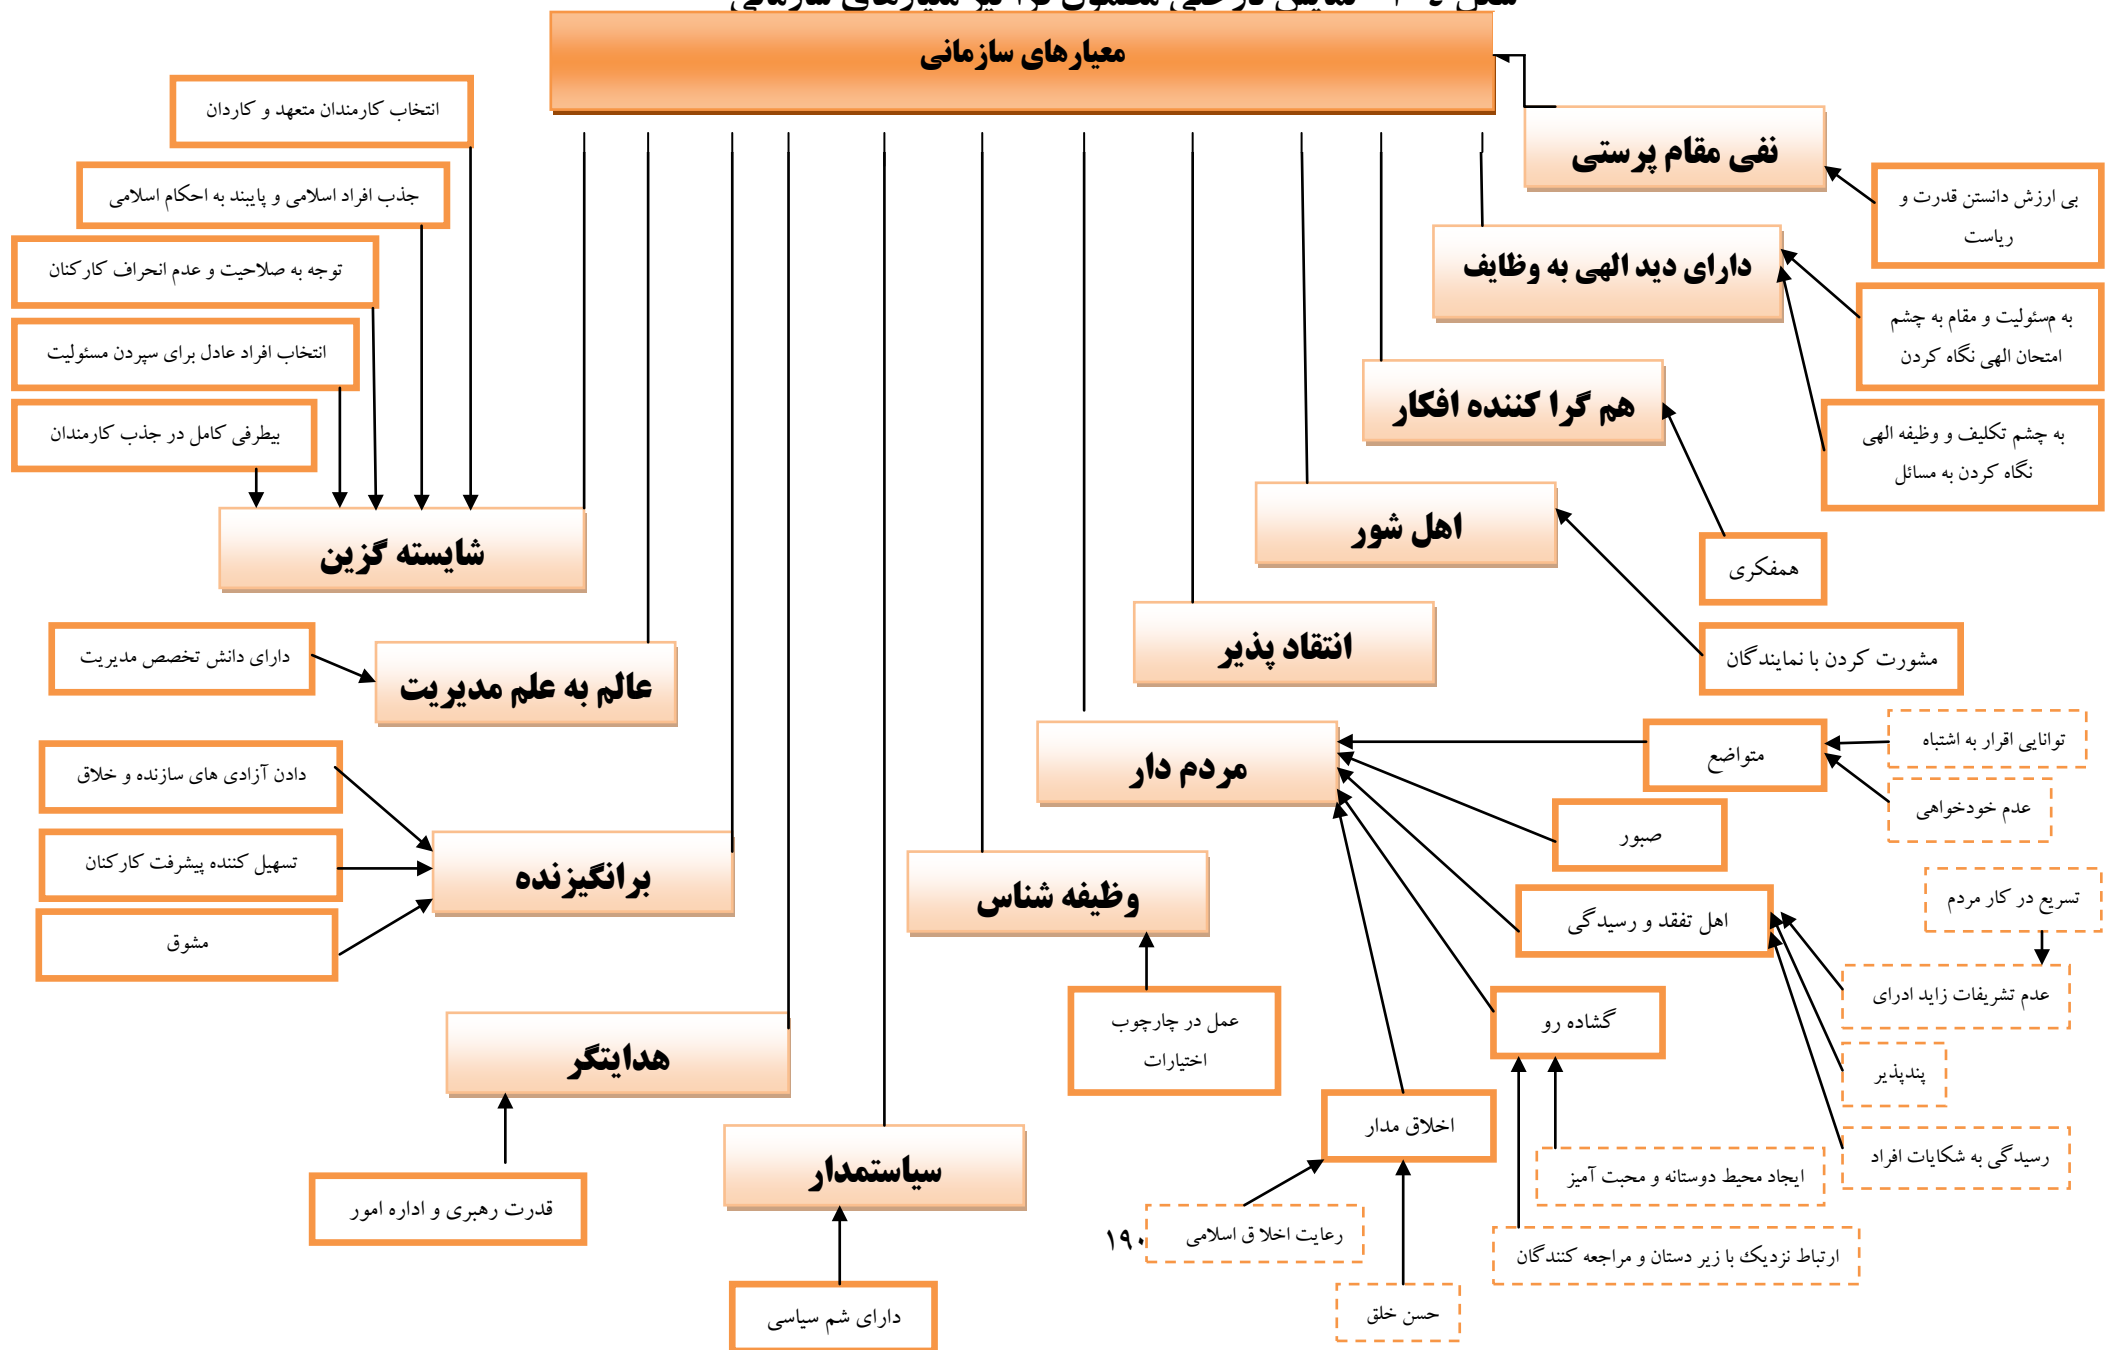 معیارهای سازمانی
نفی مقام پرستی
بی ارزش دانستن قدرت و
ریاست
دارای دید الهی به وظایف
به مسئولیت و مقام به چشم
امتحان الهی نگاه کردن
به چشم تکلیف و وظیفه الهی
نگاه کردن به مسائل
هم گرا کننده افکار
همفکری
اهل شور
مشورت کردن با نمایندگان
انتقاد پذیر
مردم دار
متواضع
توانایی اقرار به اشتباه
عدم خودخواهی
صبور
اهل تفقد و رسیدگی
تسریع در کار مردم
عدم تشریفات زاید ادرای
پندپذیر
رسیدگی به شکایات افراد
گشاده رو
ایجاد محیط دوستانه و محبت آمیز
ارتباط نزدیک با زیر دستان و مراجعه کنندگان
اخلاق مدار
رعایت اخلا ق اسلامی
حسن خلق
وظیفه شناس
عمل در چارچوب
اختیارات
سیاستمدار
دارای شم سیاسی
هدایتگر
قدرت رهبری و اداره امور
برانگیزنده
دادن آزادی های سازنده و خلاق
تسهیل کننده پیشرفت کارکنان
مشوق
عالم به علم مدیریت
دارای دانش تخصص مدیریت
شایسته گزین
انتخاب کارمندان متعهد و کاردان
جذب افراد اسلامی و پایبند به احکام اسلامی
توجه به صلاحیت و عدم انحراف کارکنان
انتخاب افراد عادل برای سپردن مسئولیت
بیطرفی کامل در جذب کارمندان
۱۹۰